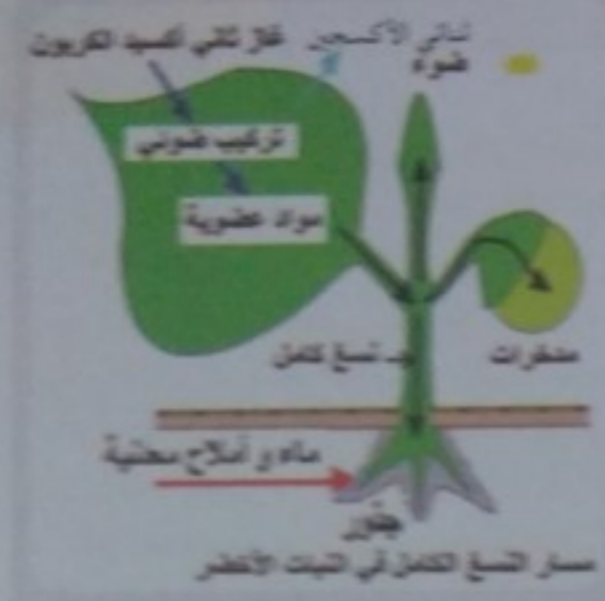 غاز ثاني أكسيد الكربون
ثنائي الأكسجين
ضوء
تركيب ضوئي
مواد عضوية
نسغ كامل
مدخرات
ماء و أملاح معدنية
جذور
مسار النسغ الكامل في النبات الأخضر